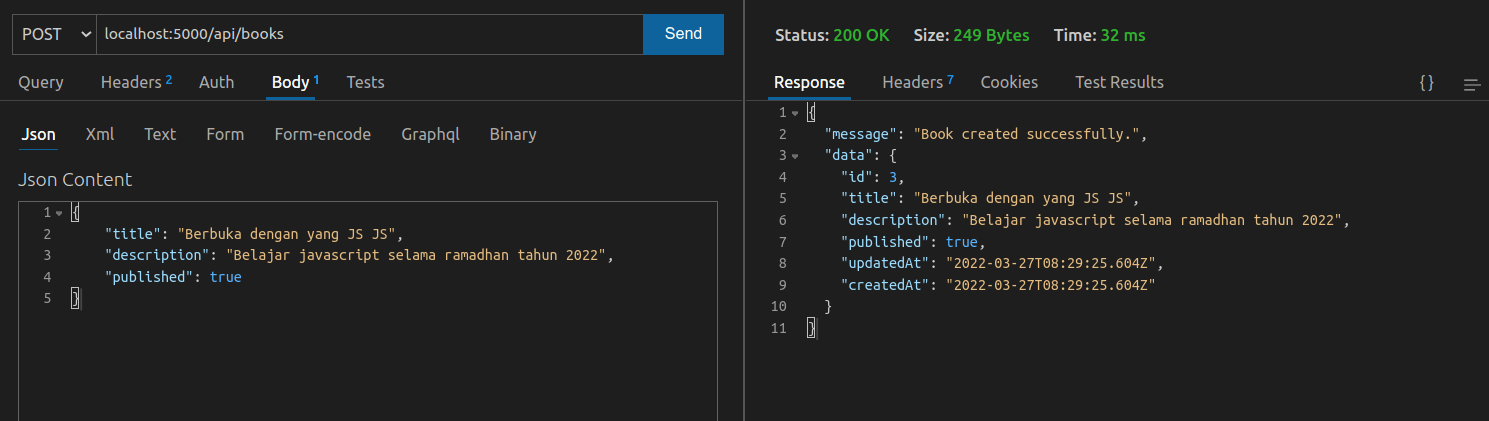 POST localhost:5000/api/books Send
Query Headers 2 Auth Body 1 Tests
Json Xml Text Form Form-encode Graphql Binary
Json Content
1 {
2 "title": "Berbuka dengan yang JS JS",
3 "description": "Belajar javascript selama ramadhan tahun 2022",
4 "published": true
5 }
Status: 200 OK Size: 249 Bytes Time: 32 ms
Response Headers 7 Cookies Test Results {}
1 {
2 "message": "Book created successfully.",
3 "data": {
4 "id": 3,
5 "title": "Berbuka dengan yang JS JS",
6 "description": "Belajar javascript selama ramadhan tahun 2022",
7 "published": true,
8 "updatedAt": "2022-03-27T08:29:25.604Z",
9 "createdAt": "2022-03-27T08:29:25.604Z"
10 }
11 }